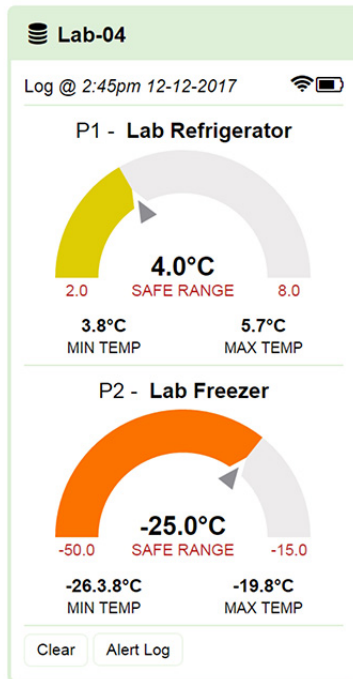 Lab-04
Log @ 2:45pm 12-12-2017
P1 - Lab Refrigerator
4.0°C
2.0 SAFE RANGE 8.0
3.8°C 5.7°C
MIN TEMP MAX TEMP
P2 - Lab Freezer
-25.0°C
-50.0 SAFE RANGE -15.0
-26.3.8°C -19.8°C
MIN TEMP MAX TEMP
Clear Alert Log